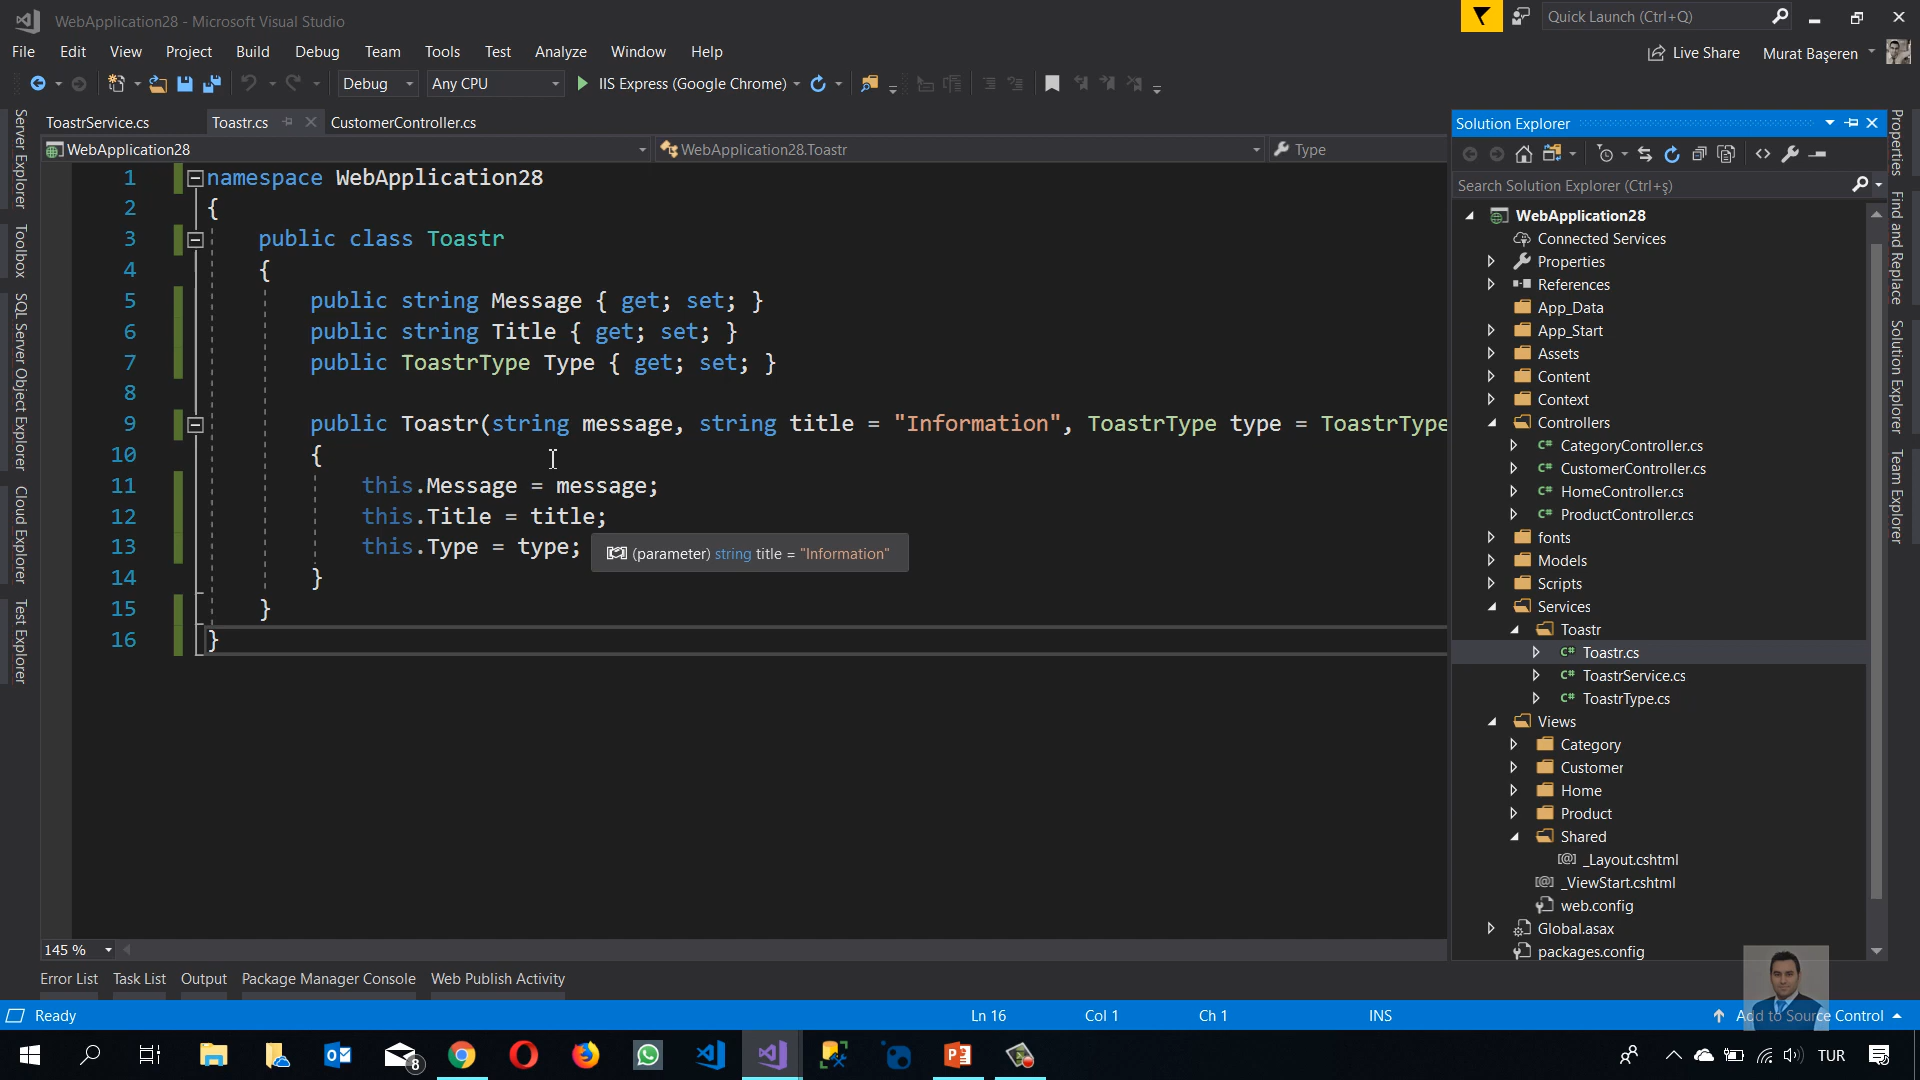 WebApplication28 - Microsoft Visual Studio
Quick Launch (Ctrl+Q)
File Edit View Project Build Debug Team Tools Test Analyze Window Help
Live Share Murat Başeren
Debug Any CPU IIS Express (Google Chrome)
ToastrService.cs Toastr.cs CustomerController.cs
WebApplication28 WebApplication28.Toastr Type
1 namespace WebApplication28
2 {
3 public class Toastr
4 {
5 public string Message { get; set; }
6 public string Title { get; set; }
7 public ToastrType Type { get; set; }
8
9 public Toastr(string message, string title = "Information", ToastrType type = ToastrType
10 {
11 this.Message = message;
12 this.Title = title;
13 this.Type = type;
(parameter) string title = "Information"
14 }
15 }
16 }
145 %
Server Explorer
Toolbox
SQL Server Object Explorer
Cloud Explorer
Test Explorer
Solution Explorer
Search Solution Explorer (Ctrl+ş)
WebApplication28
Connected Services
Properties
References
App_Data
App_Start
Assets
Content
Context
Controllers
C# CategoryController.cs
C# CustomerController.cs
C# HomeController.cs
C# ProductController.cs
fonts
Models
Scripts
Services
Toastr
C# Toastr.cs
C# ToastrService.cs
C# ToastrType.cs
Views
Category
Customer
Home
Product
Shared
[@] _Layout.cshtml
[@] _ViewStart.cshtml
web.config
Global.asax
packages.config
Properties
Find and Replace
Solution Explorer
Team Explorer
Error List Task List Output Package Manager Console Web Publish Activity
Ready Ln 16 Col 1 Ch 1 INS Add to Source Control
8
TUR